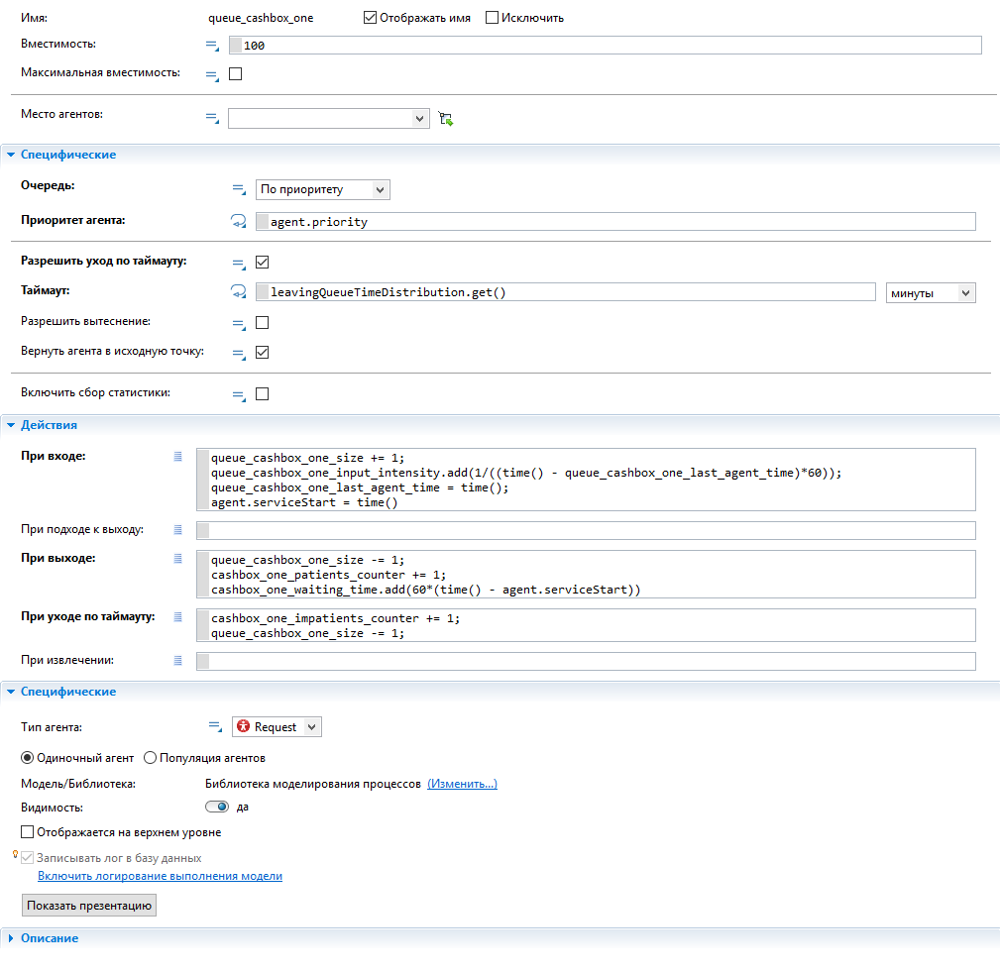 Имя: queue_cashbox_one Отображать имя Исключить
Вместимость: 100
Максимальная вместимость:
Место агентов:
Специфические
Очередь: По приоритету
Приоритет агента: agent.priority
Разрешить уход по таймауту:
Таймаут: leavingQueueTimeDistribution.get() минуты
Разрешить вытеснение:
Вернуть агента в исходную точку:
Включить сбор статистики:
Действия
При входе: queue_cashbox_one_size += 1;
queue_cashbox_one_input_intensity.add(1/((time() - queue_cashbox_one_last_agent_time)*60));
queue_cashbox_one_last_agent_time = time();
agent.serviceStart = time()
При подходе к выходу:
При выходе: queue_cashbox_one_size -= 1;
cashbox_one_patients_counter += 1;
cashbox_one_waiting_time.add(60*(time() - agent.serviceStart))
При уходе по таймауту: cashbox_one_impatients_counter += 1;
queue_cashbox_one_size -= 1;
При извлечении:
Специфические
Тип агента: Request
Одиночный агент Популяция агентов
Модель/Библиотека: Библиотека моделирования процессов (Изменить...)
Видимость: да
Отображается на верхнем уровне
Записывать лог в базу данных
Включить логирование выполнения модели
Показать презентацию
Описание